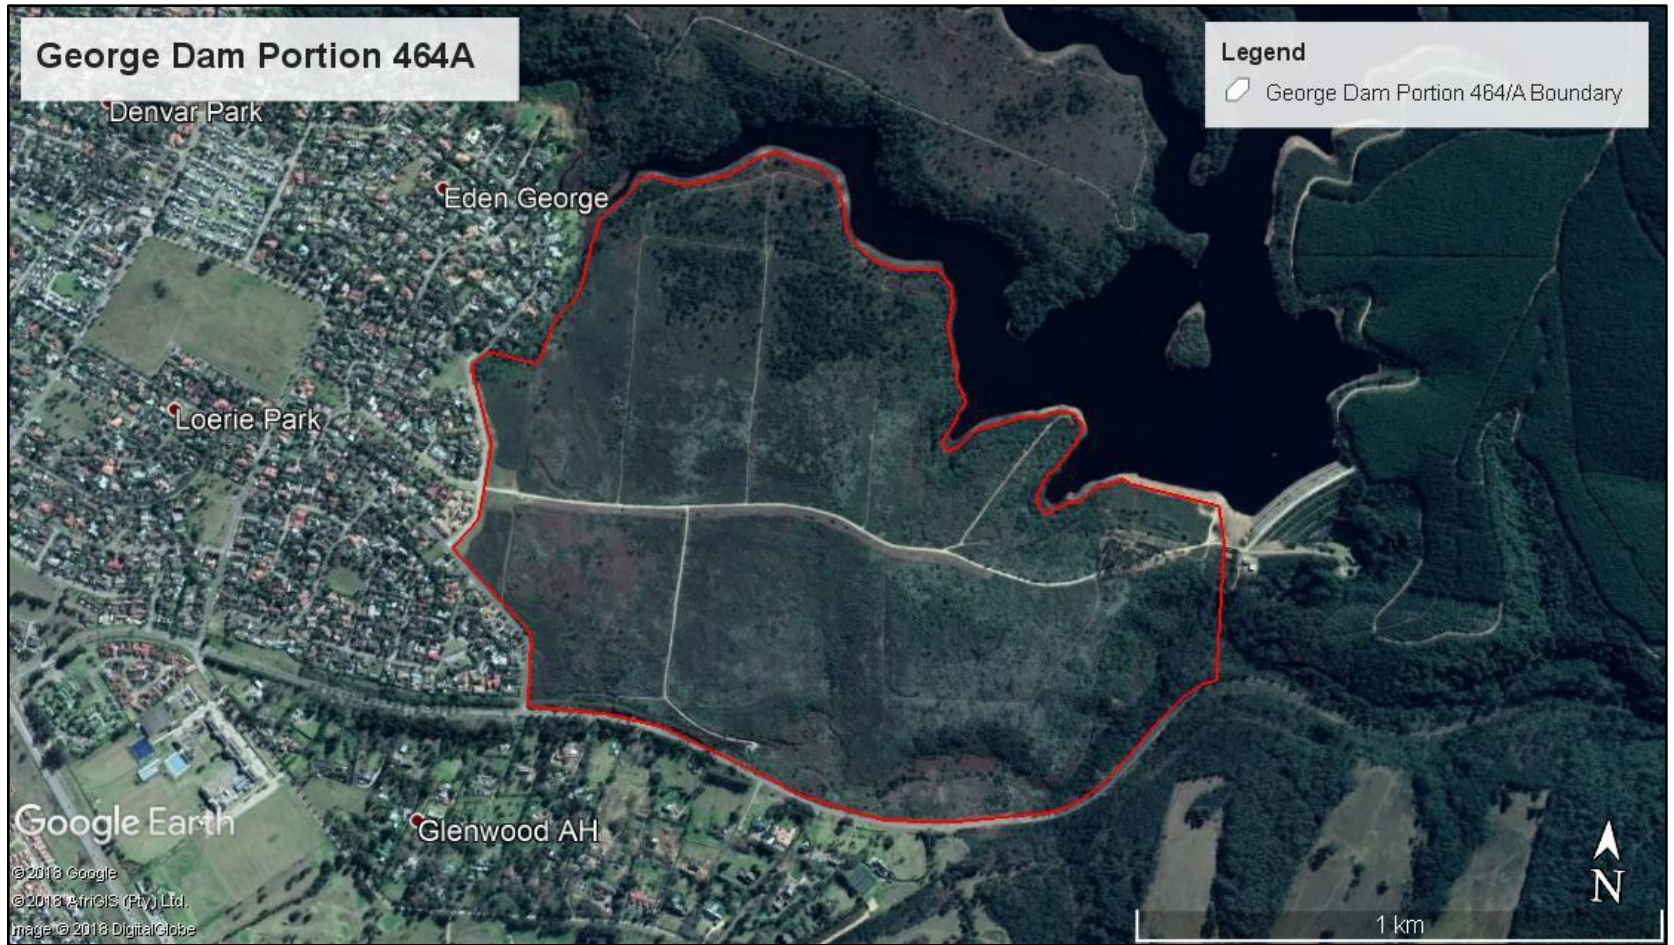 George Dam Portion 464A
Legend
George Dam Portion 464/A Boundary
Denvar Park
Eden George
Loerie Park
Glenwood AH
Google Earth
© 2018 Google
© 2018 AfriGIS (Pty) Ltd.
Image © 2018 DigitalGlobe
N
1 km